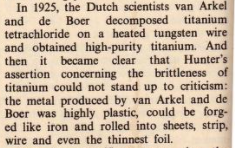 In 1925, the Dutch scientists van Arkel
and de Boer decomposed titanium
tetrachloride on a heated tungsten wire
and obtained high-purity titanium. And
then it became clear that Hunter's
assertion concerning the brittleness of
titanium could not stand up to criticism:
the metal produced by van Arkel and de
Boer was highly plastic, could be forg-
ed like iron and rolled into sheets, strip,
wire and even the thinnest foil.